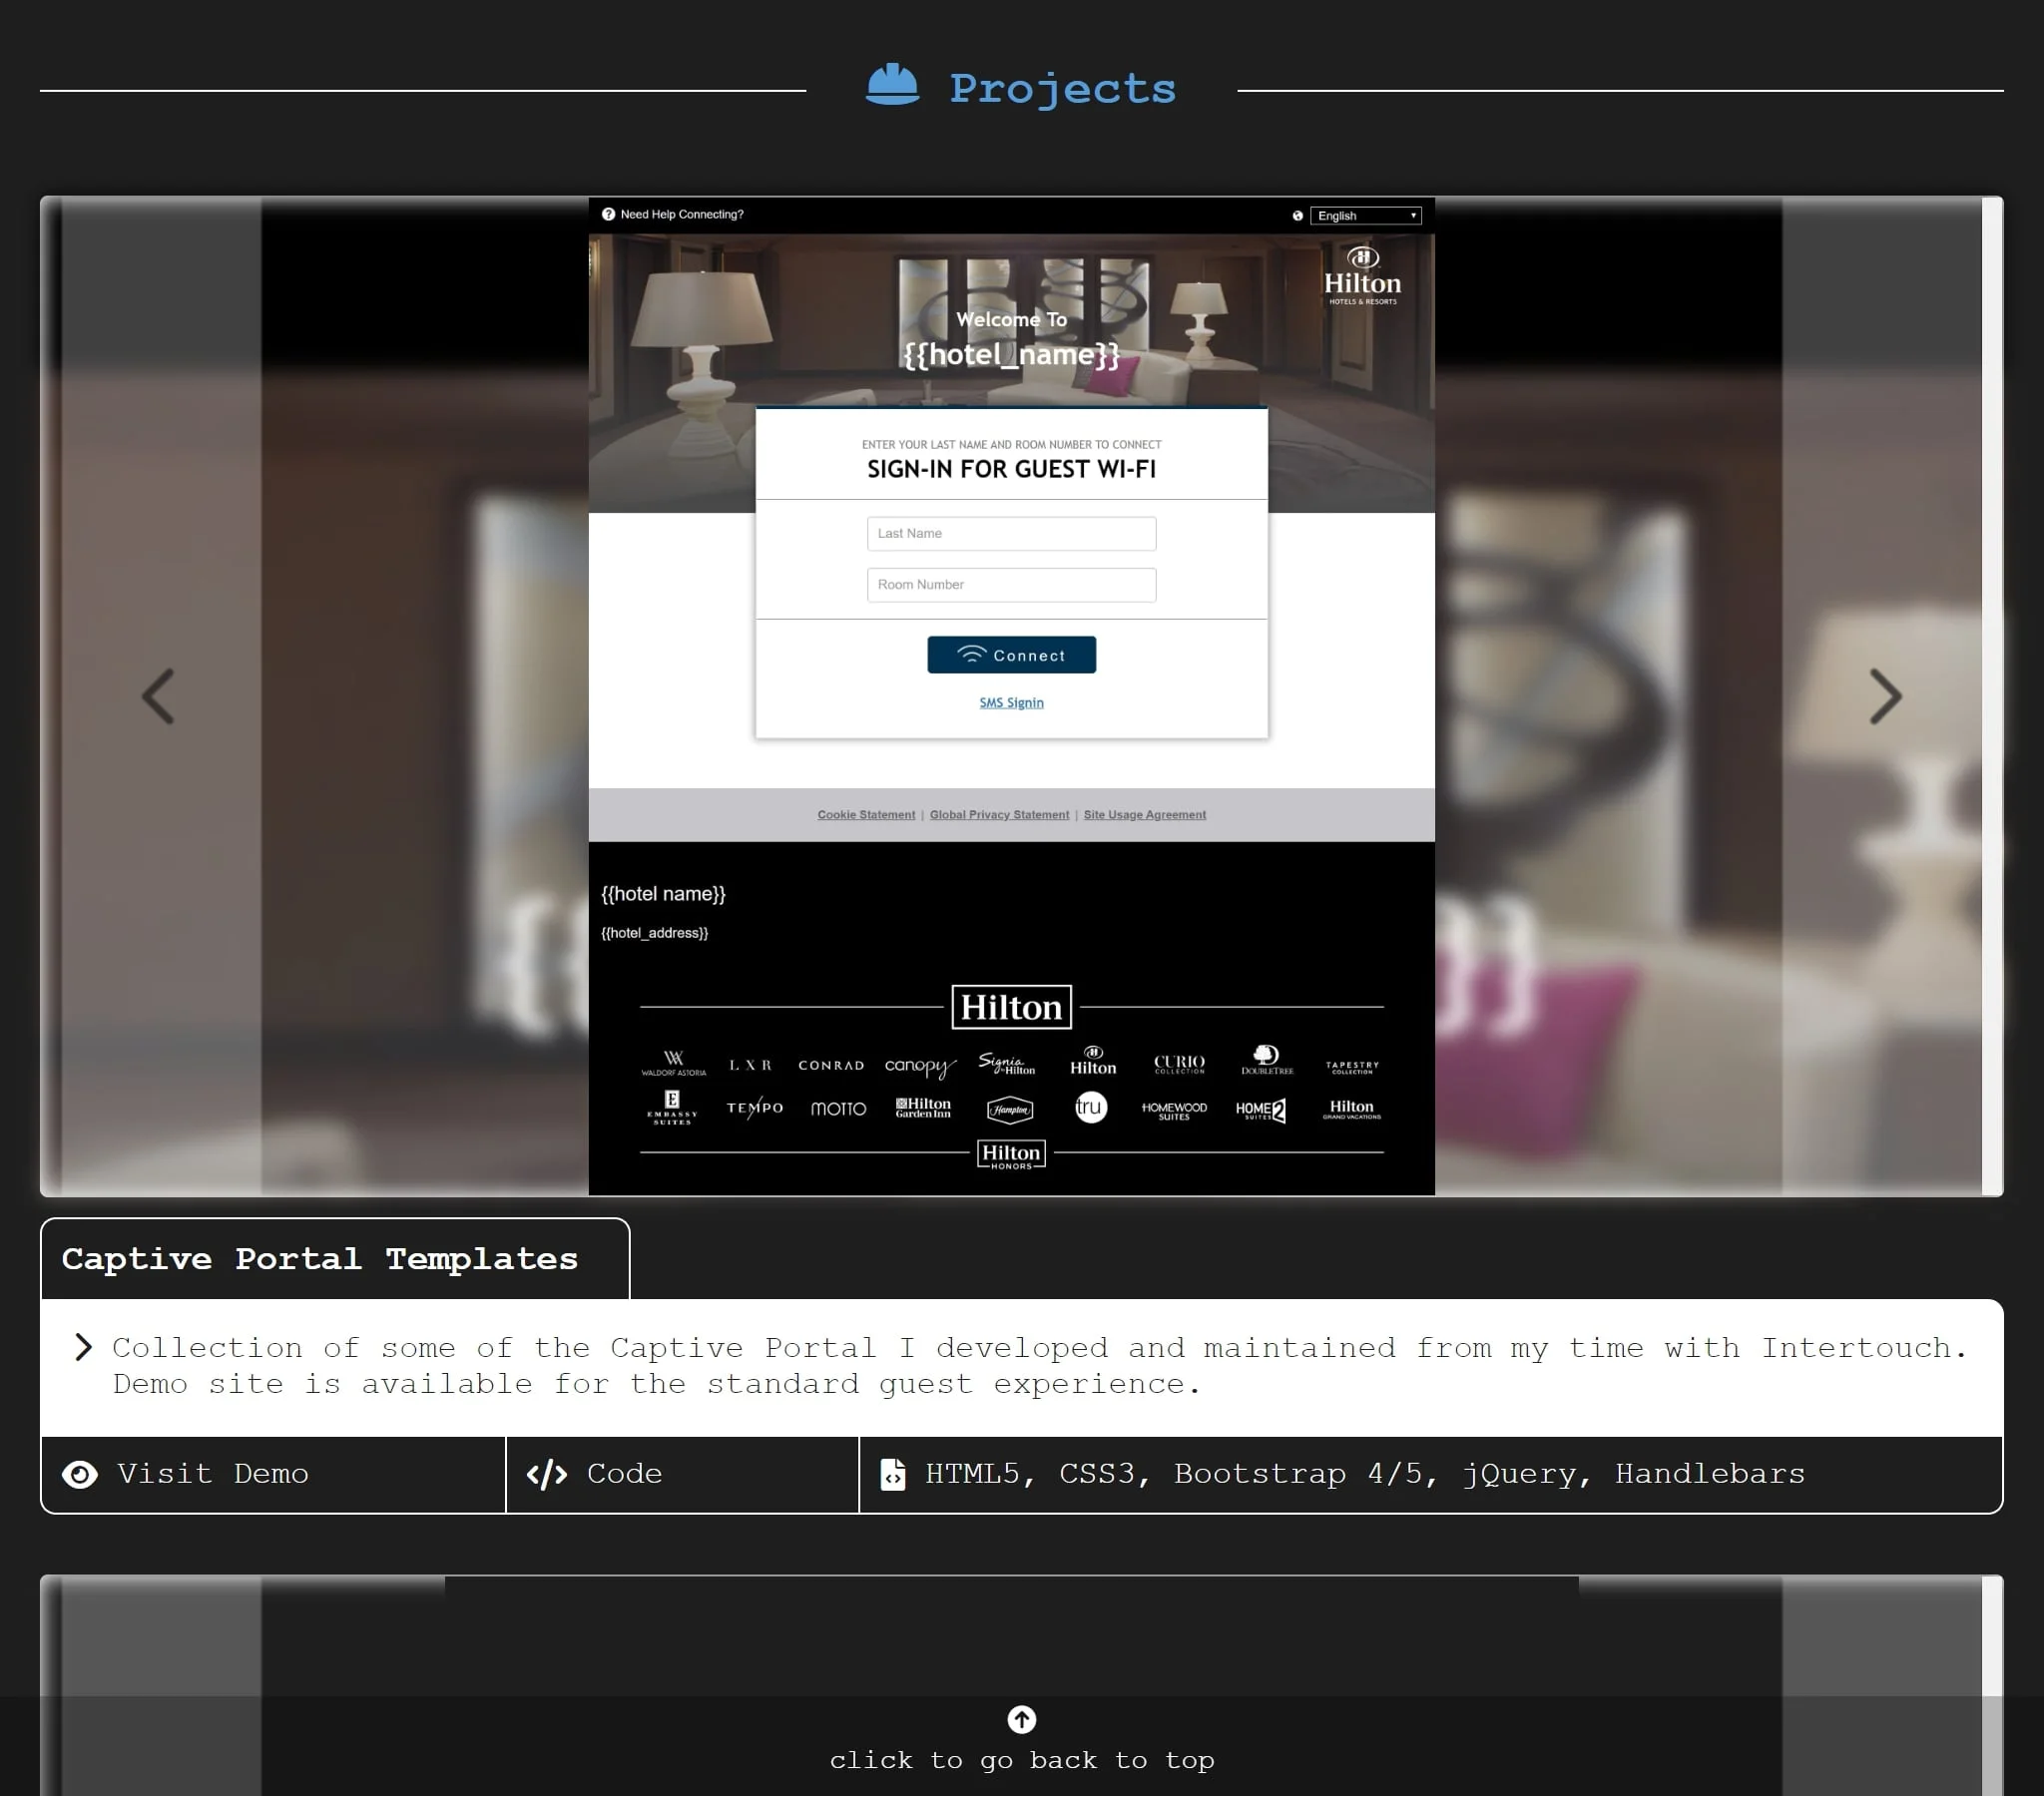 Projects
Need Help Connecting?
English
Hilton
HOTELS & RESORTS
Welcome To
{{hotel_name}}
ENTER YOUR LAST NAME AND ROOM NUMBER TO CONNECT
SIGN-IN FOR GUEST WI-FI
Last Name
Room Number
Connect
SMS Signin
Cookie Statement | Global Privacy Statement | Site Usage Agreement
{{hotel name}}
{{hotel_address}}
Hilton
WALDORF ASTORIA LXR CONRAD canopy Signia by Hilton Hilton CURIO COLLECTION DOUBLETREE TAPESTRY COLLECTION
EMBASSY SUITES TEMPO MOTTO Hilton Garden Inn Hampton tru HOMEWOOD SUITES HOME2 SUITES Hilton GRAND VACATIONS
Hilton
HONORS
Captive Portal Templates
Collection of some of the Captive Portal I developed and maintained from my time with Intertouch.
Demo site is available for the standard guest experience.
Visit Demo </> Code HTML5, CSS3, Bootstrap 4/5, jQuery, Handlebars
click to go back to top